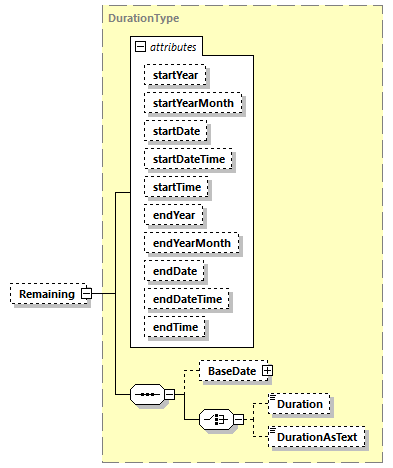 DurationType
attributes
startYear
startYearMonth
startDate
startDateTime
startTime
endYear
endYearMonth
endDate
endDateTime
endTime
Remaining
BaseDate
Duration
DurationAsText